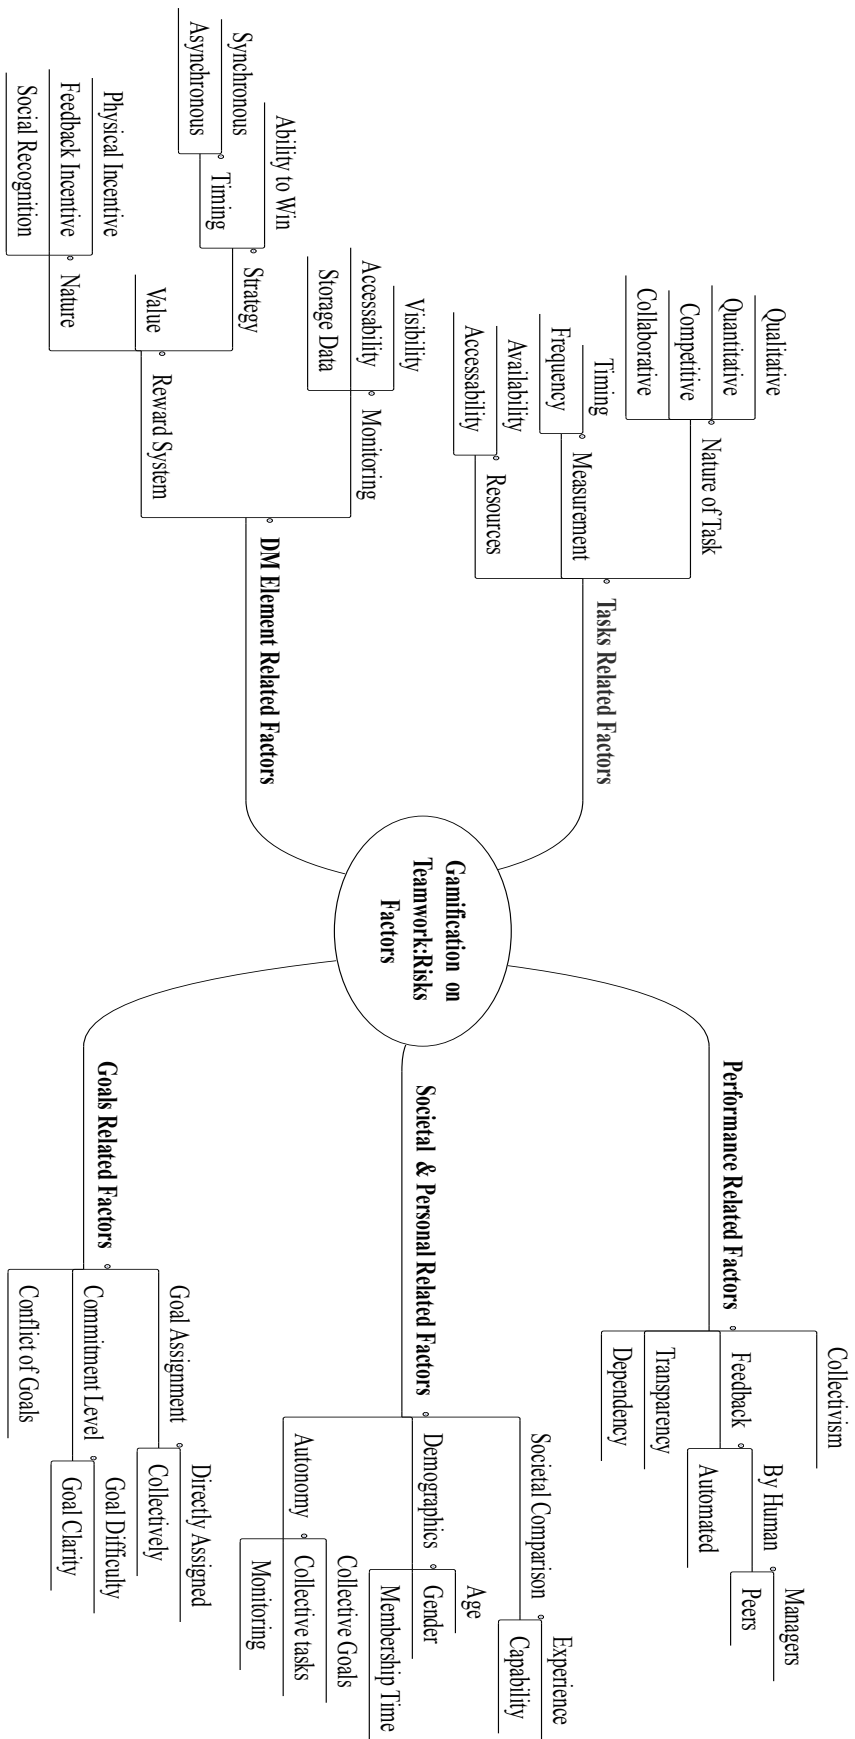 Gamification on
Teamwork:Risks
Factors
Tasks Related Factors
Nature of Task
Qualitative
Quantitative
Competitive
Collaborative
Measurement
Timing
Frequency
Resources
Availability
Accessability
DM Element Related Factors
Monitoring
Visibility
Accessability
Storage Data
Reward System
Strategy
Ability to Win
Timing
Synchronous
Asynchronous
Value
Nature
Physical Incentive
Feedback Incentive
Social Recognition
Performance Related Factors
Collectivism
Feedback
By Human
Managers
Peers
Automated
Transparency
Dependency
Societal & Personal Related Factors
Societal Comparison
Experience
Capability
Demographics
Age
Gender
Membership Time
Autonomy
Collective Goals
Collective tasks
Monitoring
Goals Related Factors
Goal Assignment
Directly Assigned
Collectively
Commitment Level
Goal Difficulty
Goal Clarity
Conflict of Goals